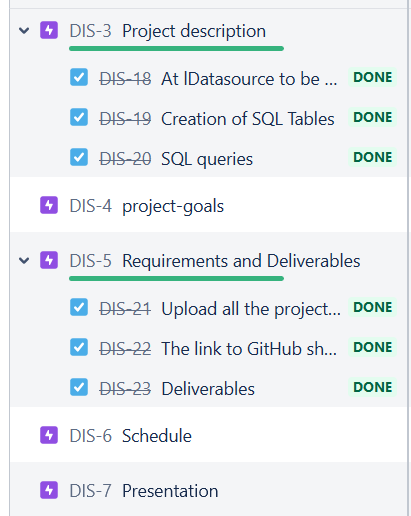 DIS-3 Project description
DIS-18 At lDatasource to be ... DONE
DIS-19 Creation of SQL Tables DONE
DIS-20 SQL queries DONE
DIS-4 project-goals
DIS-5 Requirements and Deliverables
DIS-21 Upload all the project... DONE
DIS-22 The link to GitHub sh... DONE
DIS-23 Deliverables DONE
DIS-6 Schedule
DIS-7 Presentation